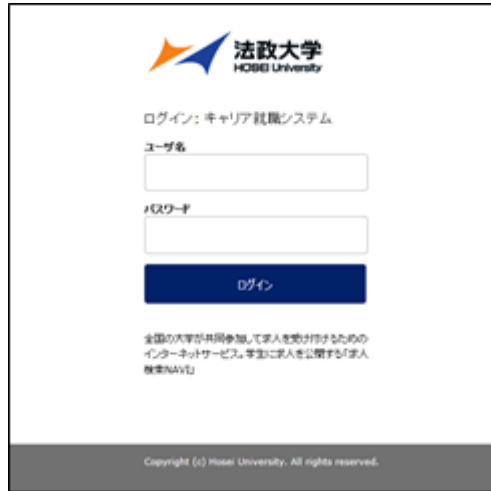 法政大学
HOSEI University
ログイン: キャリア就職システム
ユーザ名
パスワード
ログイン
全国の大学が共同参加して求人を受け付けるための
インターネットサービス。学生に求人を公開する「求人
検索NAVI」
Copyright (c) Hosei University. All rights reserved.